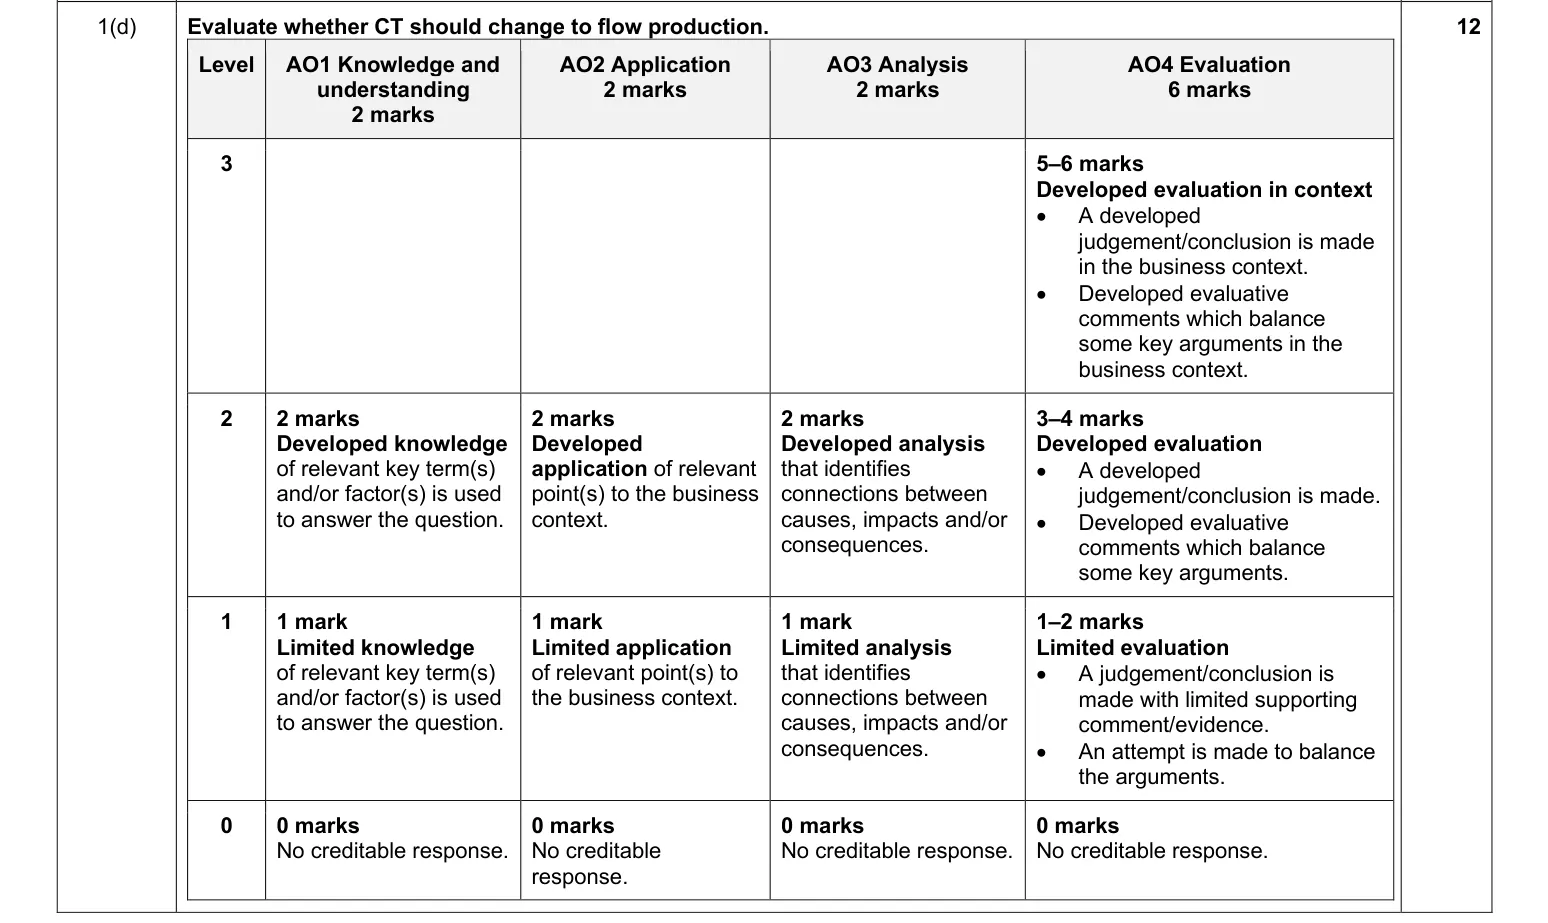 1(d)
Evaluate whether CT should change to flow production.
12
Level
AO1 Knowledge and
understanding
2 marks
AO2 Application
2 marks
AO3 Analysis
2 marks
AO4 Evaluation
6 marks
3
5–6 marks
Developed evaluation in context
• A developed
judgement/conclusion is made
in the business context.
• Developed evaluative
comments which balance
some key arguments in the
business context.
2
2 marks
Developed knowledge
of relevant key term(s)
and/or factor(s) is used
to answer the question.
2 marks
Developed
application of relevant
point(s) to the business
context.
2 marks
Developed analysis
that identifies
connections between
causes, impacts and/or
consequences.
3–4 marks
Developed evaluation
• A developed
judgement/conclusion is made.
• Developed evaluative
comments which balance
some key arguments.
1
1 mark
Limited knowledge
of relevant key term(s)
and/or factor(s) is used
to answer the question.
1 mark
Limited application
of relevant point(s) to
the business context.
1 mark
Limited analysis
that identifies
connections between
causes, impacts and/or
consequences.
1–2 marks
Limited evaluation
• A judgement/conclusion is
made with limited supporting
comment/evidence.
• An attempt is made to balance
the arguments.
0
0 marks
No creditable response.
0 marks
No creditable
response.
0 marks
No creditable response.
0 marks
No creditable response.